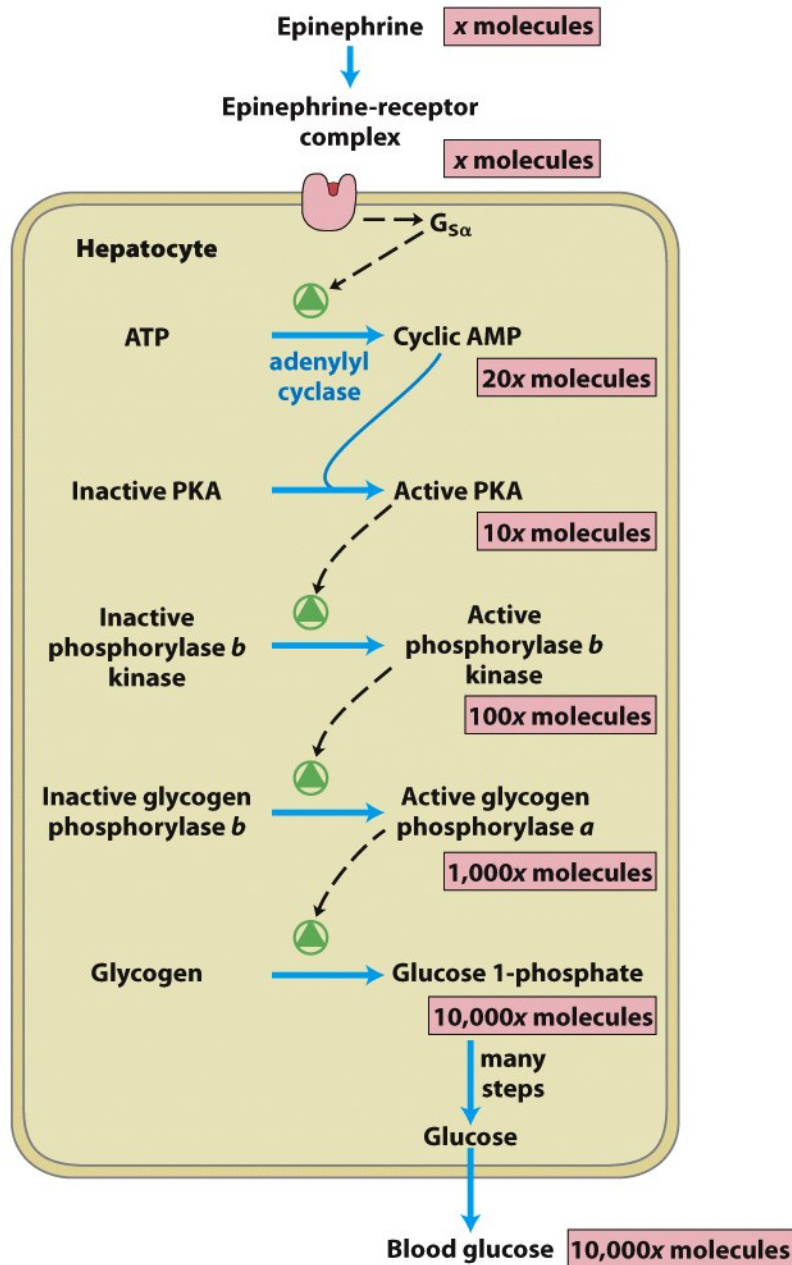 Epinephrine x molecules
Epinephrine-receptor
complex
x molecules
GSα
Hepatocyte
ATP Cyclic AMP
adenylyl
cyclase
20x molecules
Inactive PKA Active PKA
10x molecules
Inactive
phosphorylase b
kinase
Active
phosphorylase b
kinase
100x molecules
Inactive glycogen
phosphorylase b
Active glycogen
phosphorylase a
1,000x molecules
Glycogen Glucose 1-phosphate
10,000x molecules
many
steps
Glucose
Blood glucose 10,000x molecules